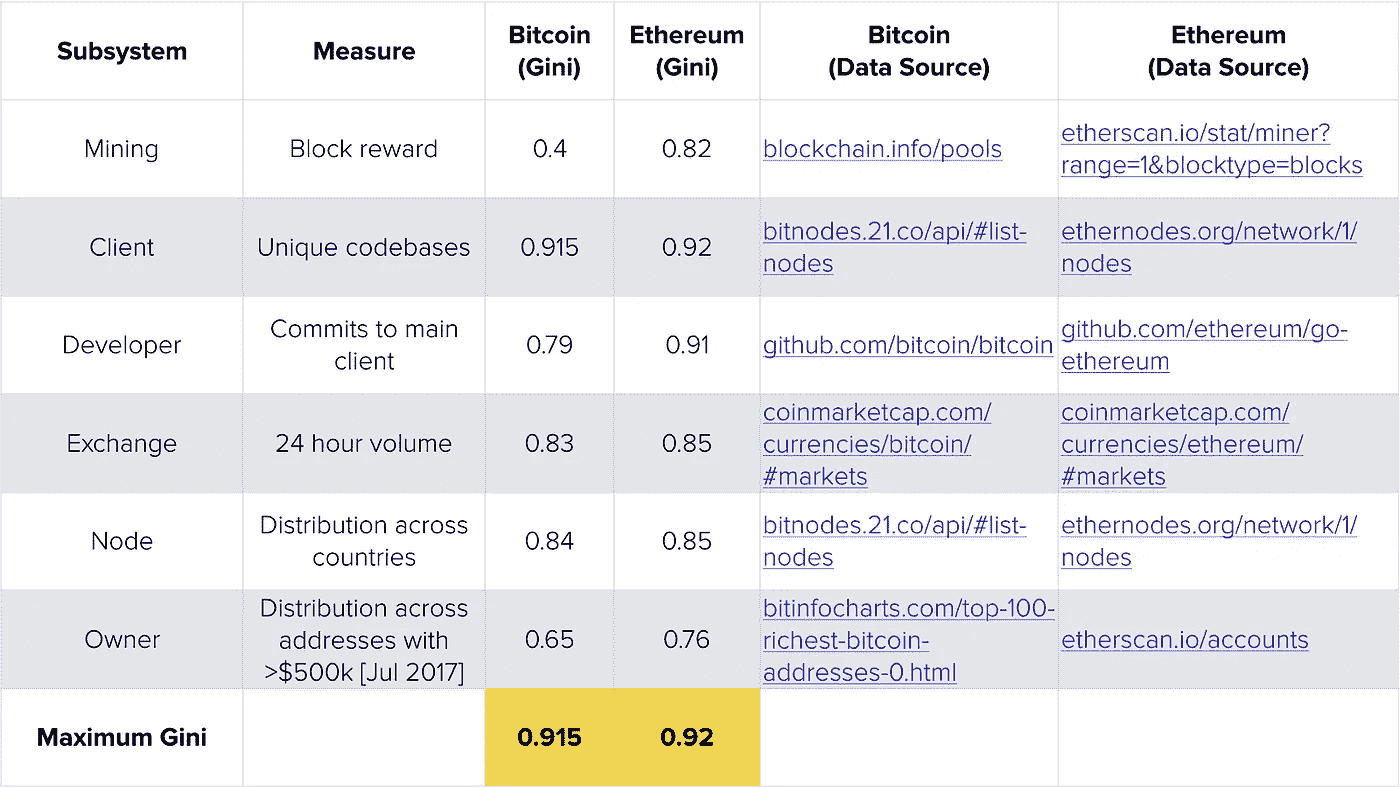 Subsystem
Measure
Bitcoin
(Gini)
Ethereum
(Gini)
Bitcoin
(Data Source)
Ethereum
(Data Source)
Mining
Block reward
0.4
0.82
blockchain.info/pools
etherscan.io/stat/miner?
range=1&blocktype=blocks
Client
Unique codebases
0.915
0.92
bitnodes.21.co/api/#list-
nodes
ethernodes.org/network/1/
nodes
Developer
Commits to main
client
0.79
0.91
github.com/bitcoin/bitcoin
github.com/ethereum/go-
ethereum
Exchange
24 hour volume
0.83
0.85
coinmarketcap.com/
currencies/bitcoin/
#markets
coinmarketcap.com/
currencies/ethereum/
#markets
Node
Distribution across
countries
0.84
0.85
bitnodes.21.co/api/#list-
nodes
ethernodes.org/network/1/
nodes
Owner
Distribution across
addresses with
>$500k [Jul 2017]
0.65
0.76
bitinfocharts.com/top-100-
richest-bitcoin-
addresses-0.html
etherscan.io/accounts
Maximum Gini
0.915
0.92